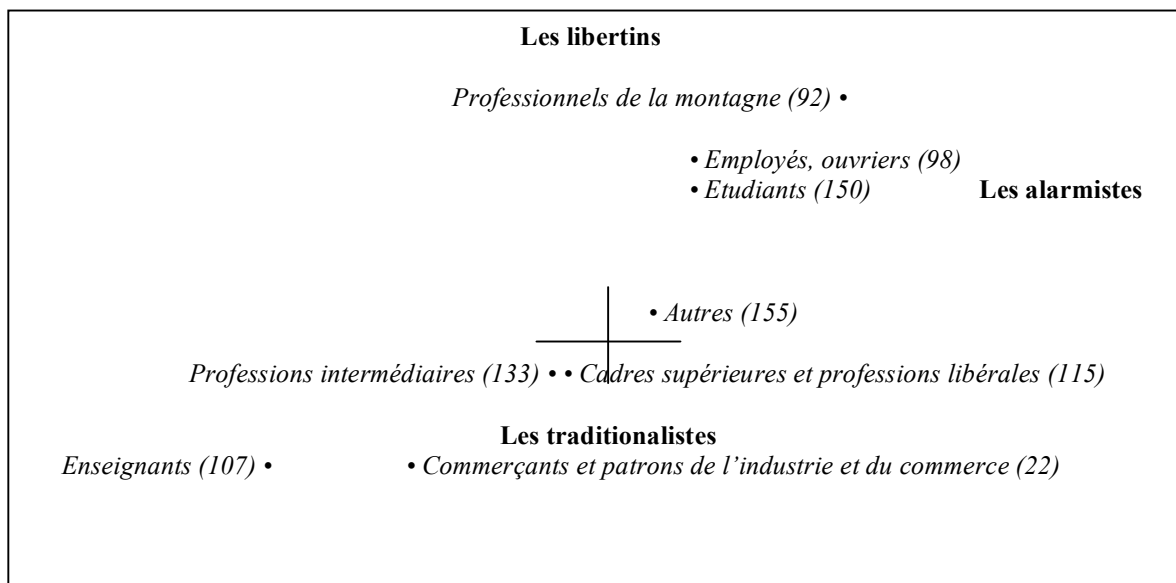 Les libertins
Professionnels de la montagne (92) •
• Employés, ouvriers (98)
• Etudiants (150) Les alarmistes
• Autres (155)
Professions intermédiaires (133) • • Cadres supérieures et professions libérales (115)
Les traditionalistes
Enseignants (107) • • Commerçants et patrons de l’industrie et du commerce (22)